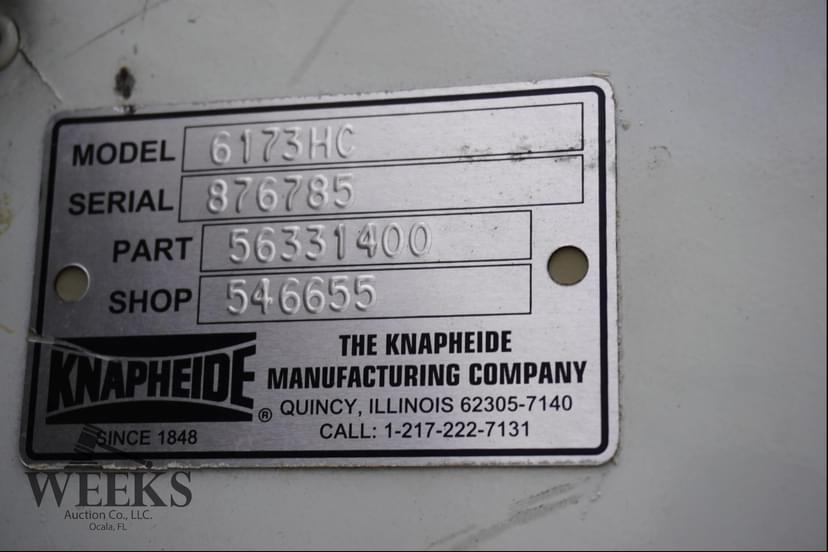 MODEL 6173HC
SERIAL 876785
PART 56331400
SHOP 546655
KNAPHEIDE ®
SINCE 1848
THE KNAPHEIDE
MANUFACTURING COMPANY
QUINCY, ILLINOIS 62305-7140
CALL: 1-217-222-7131
WEEKS
Auction Co., LLC.
Ocala, FL